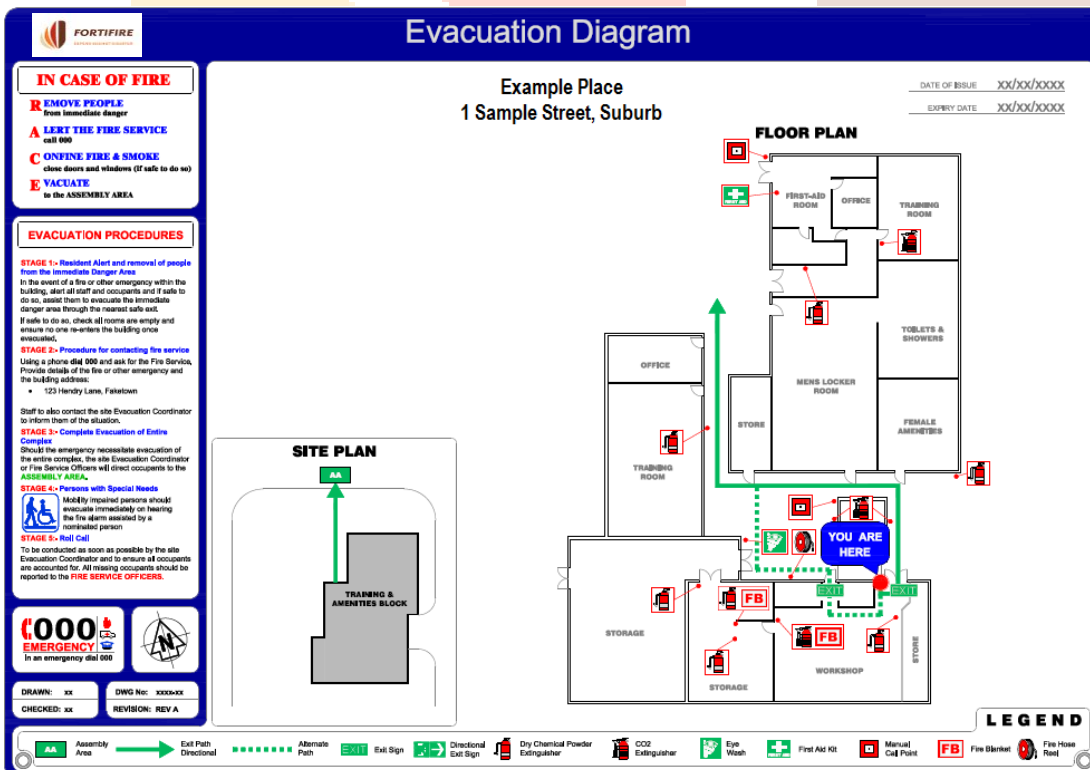 FORTIFIRE
Evacuation Diagram
IN CASE OF FIRE
REMOVE PEOPLE
from immediate danger
ALERT THE FIRE SERVICE
call 000
CONFINE FIRE & SMOKE
close doors and windows (if safe to do so)
EVACUATE
to the ASSEMBLY AREA
EVACUATION PROCEDURES
STAGE 1:- Resident Alert and removal of people
from the immediate Danger Area
In the event of a fire or other emergency within the
building, alert all staff and occupants and if safe to
do so, assist them to evacuate the immediate
danger area through the nearest safe exit.
If safe to do so, check all rooms are empty and
ensure no one re-enters the building once
evacuated.
STAGE 2:- Procedure for contacting fire service
Using a phone dial 000 and ask for the Fire Service.
Provide details of the fire or other emergency and
the building address:
• 123 Hendry Lane, Faketown
Staff to also contact the site Evacuation Coordinator
to inform them of the situation.
STAGE 3:- Complete Evacuation of Entire
Complex
Should the emergency necessitate evacuation of
the entire complex, the site Evacuation Coordinator
or Fire Service Officers will direct occupants to the
ASSEMBLY AREA.
STAGE 4:- Persons with Special Needs
Mobility impaired persons should
evacuate immediately on hearing
the fire alarm assisted by a
nominated person
STAGE 5:- Roll Call
To be conducted as soon as possible by the site
Evacuation Coordinator and to ensure all occupants
are accounted for. All missing occupants should be
reported to the FIRE SERVICE OFFICERS.
000
EMERGENCY
in an emergency dial 000
N
DRAWN: xx
CHECKED: xx
DWG No: xxxx-xx
REVISION: REV A
Example Place
1 Sample Street, Suburb
DATE OF ISSUE XX/XX/XXXX
EXPIRY DATE XX/XX/XXXX
FLOOR PLAN
FIRST-AID
ROOM
OFFICE
TRAINING
ROOM
TOILETS &
SHOWERS
MENS LOCKER
ROOM
FEMALE
AMENITIES
STORE
OFFICE
TRAINING
ROOM
YOU ARE
HERE
EXIT
EXIT
FB
FB
STORAGE
STORAGE
WORKSHOP
STORE
SITE PLAN
AA
TRAINING &
AMENITIES BLOCK
LEGEND
AA
Assembly
Area
Exit Path
Directional
Alternate
Path
EXIT
Exit Sign
Directional
Exit Sign
Dry Chemical Powder
Extinguisher
CO2
Extinguisher
Eye
Wash
First Aid Kit
Manual
Call Point
FB
Fire Blanket
Fire Hose
Reel